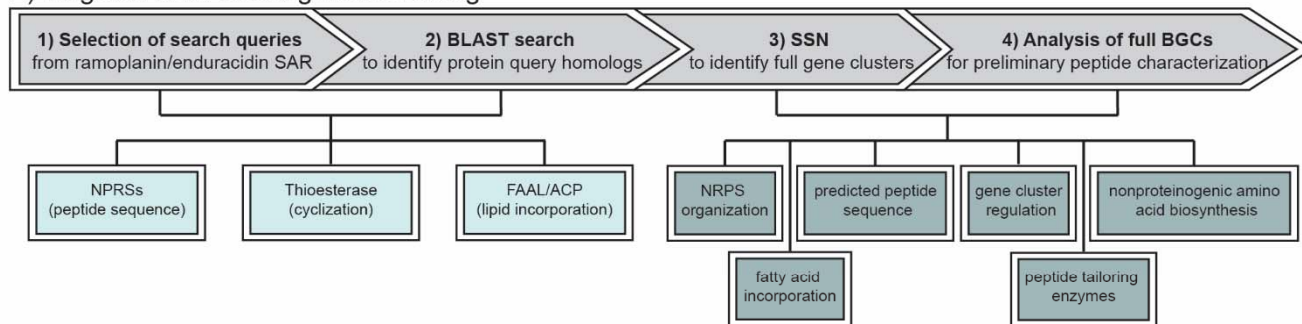 1) Selection of search queries
from ramoplanin/enduracidin SAR
2) BLAST search
to identify protein query homologs
3) SSN
to identify full gene clusters
4) Analysis of full BGCs
for preliminary peptide characterization
NPRSs
(peptide sequence)
Thioesterase
(cyclization)
FAAL/ACP
(lipid incorporation)
NRPS
organization
predicted peptide
sequence
gene cluster
regulation
nonproteinogenic amino
acid biosynthesis
fatty acid
incorporation
peptide tailoring
enzymes